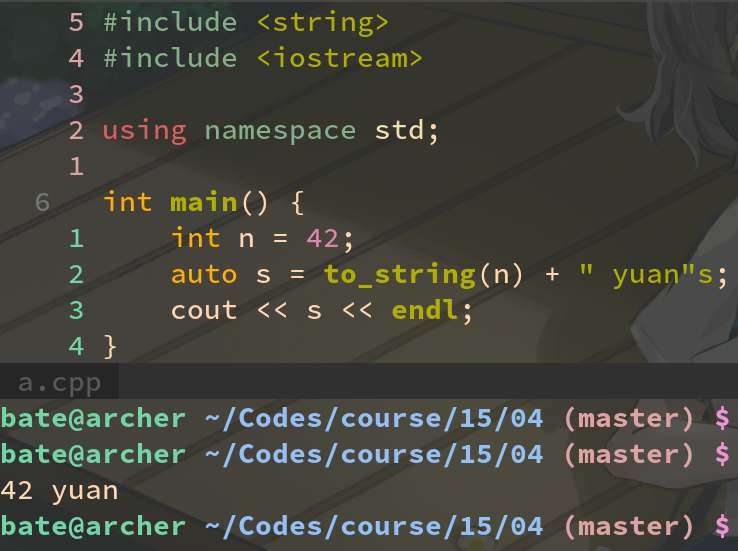 5 #include <string>
4 #include <iostream>
3
2 using namespace std;
1
6 int main() {
1     int n = 42;
2     auto s = to_string(n) + " yuan"s;
3     cout << s << endl;
4 }
a.cpp
bate@archer ~/Codes/course/15/04 (master) $
bate@archer ~/Codes/course/15/04 (master) $
42 yuan
bate@archer ~/Codes/course/15/04 (master) $